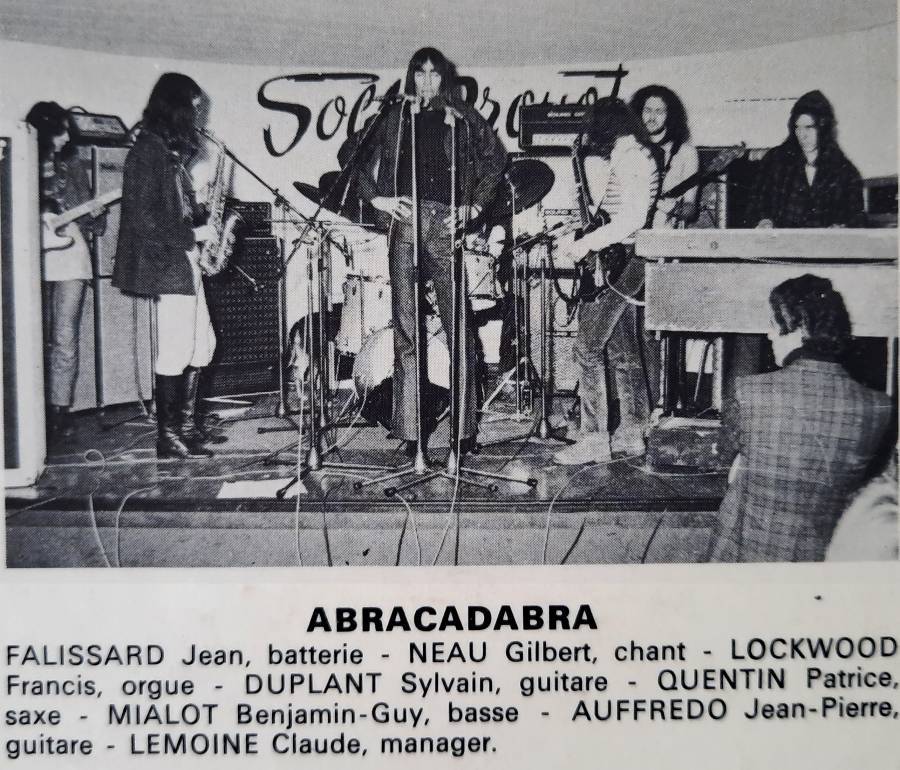 ABRACADABRA
FALISSARD Jean, batterie - NEAU Gilbert, chant - LOCKWOOD
Francis, orgue - DUPLANT Sylvain, guitare - QUENTIN Patrice,
saxe - MIALOT Benjamin-Guy, basse - AUFFREDO Jean-Pierre,
guitare - LEMOINE Claude, manager.